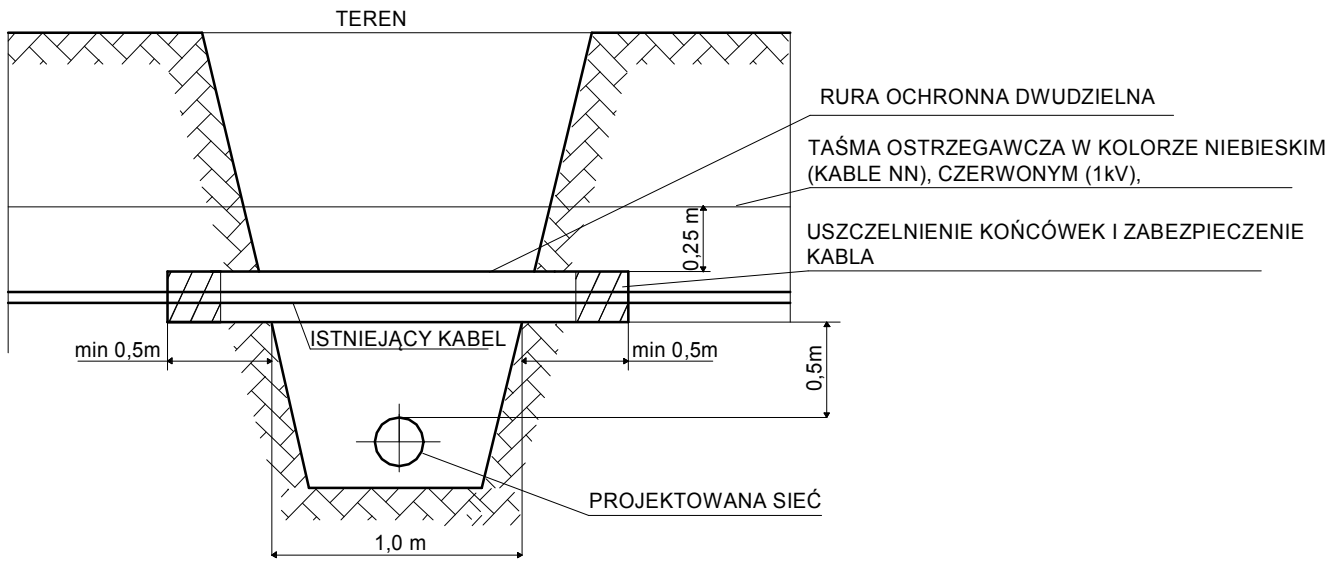 TEREN
RURA OCHRONNA DWUDZIELNA
TAŚMA OSTRZEGAWCZA W KOLORZE NIEBIESKIM
(KABLE NN), CZERWONYM (1kV),
0,25 m
USZCZELNIENIE KOŃCÓWEK I ZABEZPIECZENIE
KABLA
ISTNIEJĄCY KABEL
min 0,5m
min 0,5m
0,5m
PROJEKTOWANA SIEĆ
1,0 m